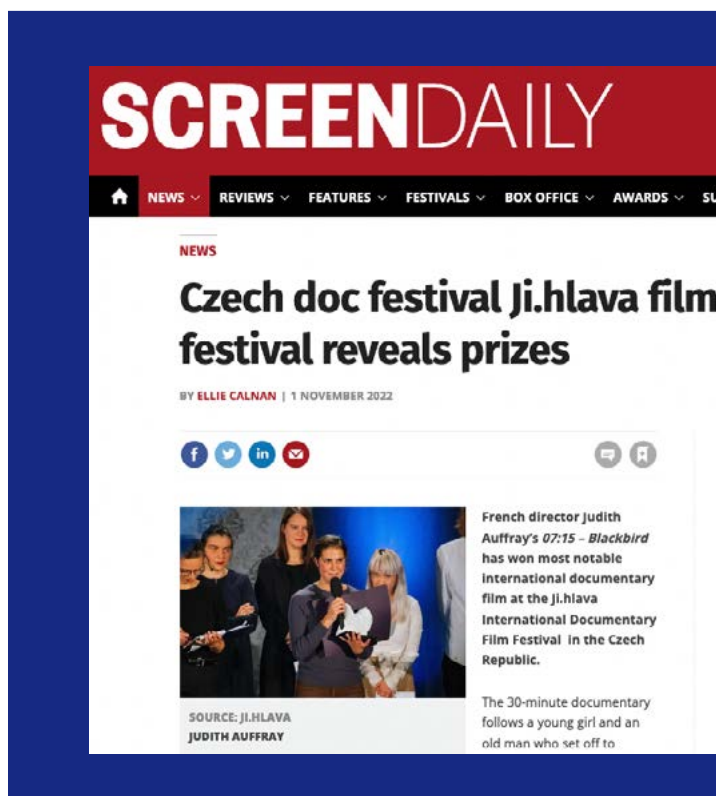 SCREENDAILY
NEWS REVIEWS FEATURES FESTIVALS BOX OFFICE AWARDS SU
NEWS
Czech doc festival Ji.hlava film
festival reveals prizes
BY ELLIE CALNAN | 1 NOVEMBER 2022
French director Judith
Auffray's 07:15 – Blackbird
has won most notable
international documentary
film at the Ji.hlava
International Documentary
Film Festival in the Czech
Republic.
The 30-minute documentary
follows a young girl and an
old man who set off to
SOURCE: JI.HLAVA
JUDITH AUFFRAY